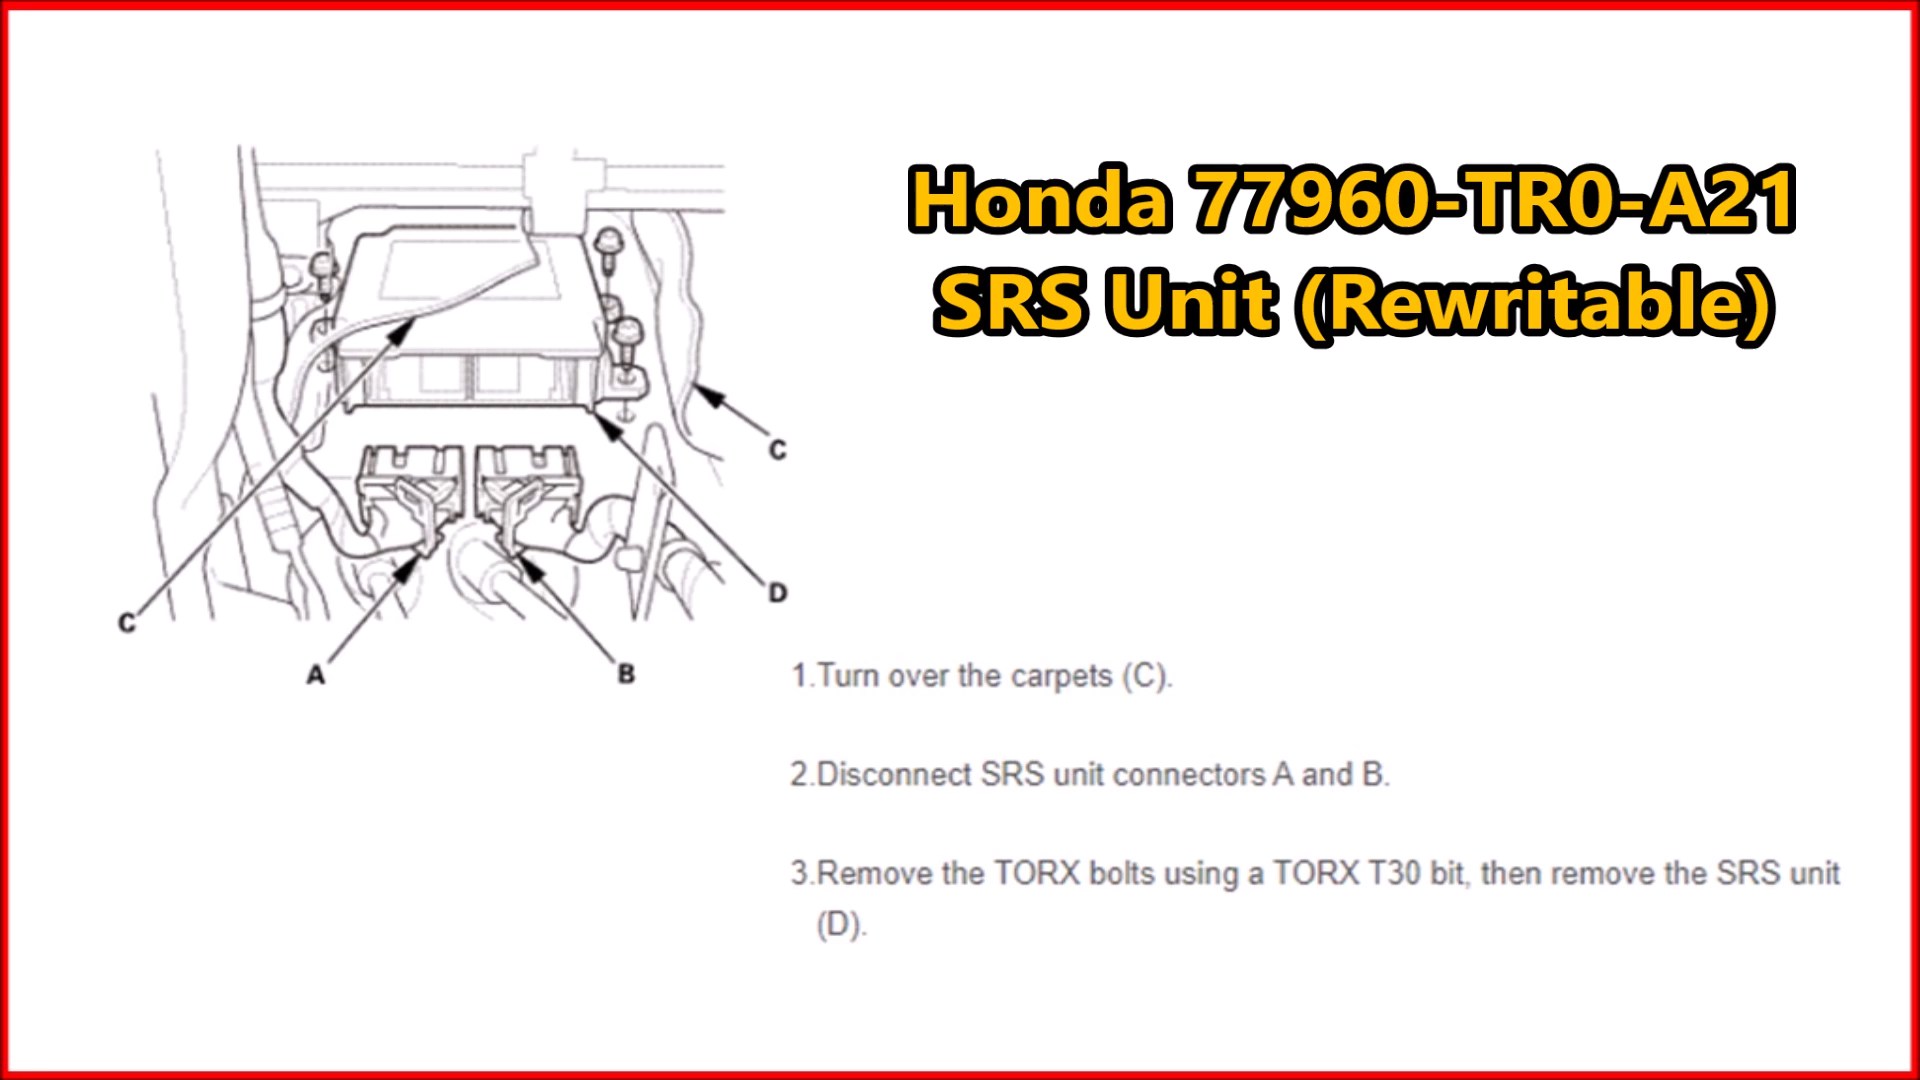 Honda 77960-TR0-A21
SRS Unit (Rewritable)
C
D
C
A
B
1.Turn over the carpets (C).
2.Disconnect SRS unit connectors A and B.
3.Remove the TORX bolts using a TORX T30 bit, then remove the SRS unit
(D).